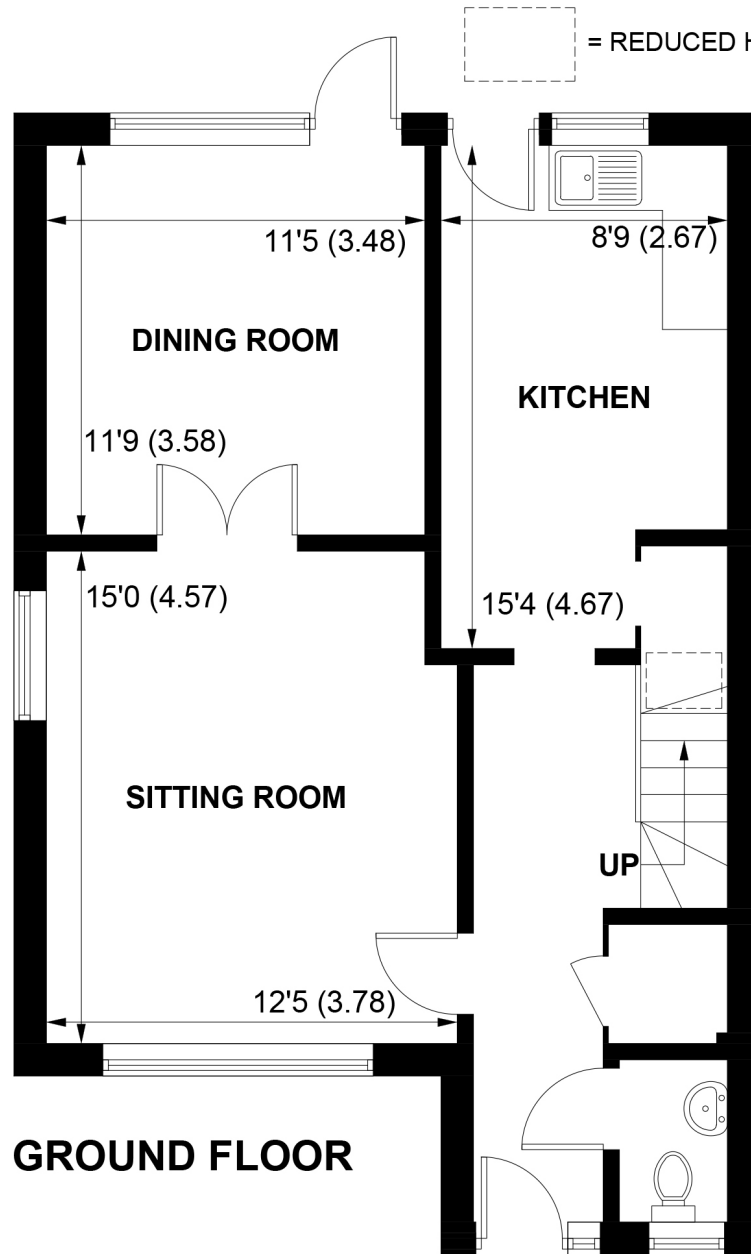 = REDUCED H
11'5 (3.48)
8'9 (2.67)
DINING ROOM
KITCHEN
11'9 (3.58)
15'0 (4.57)
15'4 (4.67)
SITTING ROOM
UP
12'5 (3.78)
GROUND FLOOR